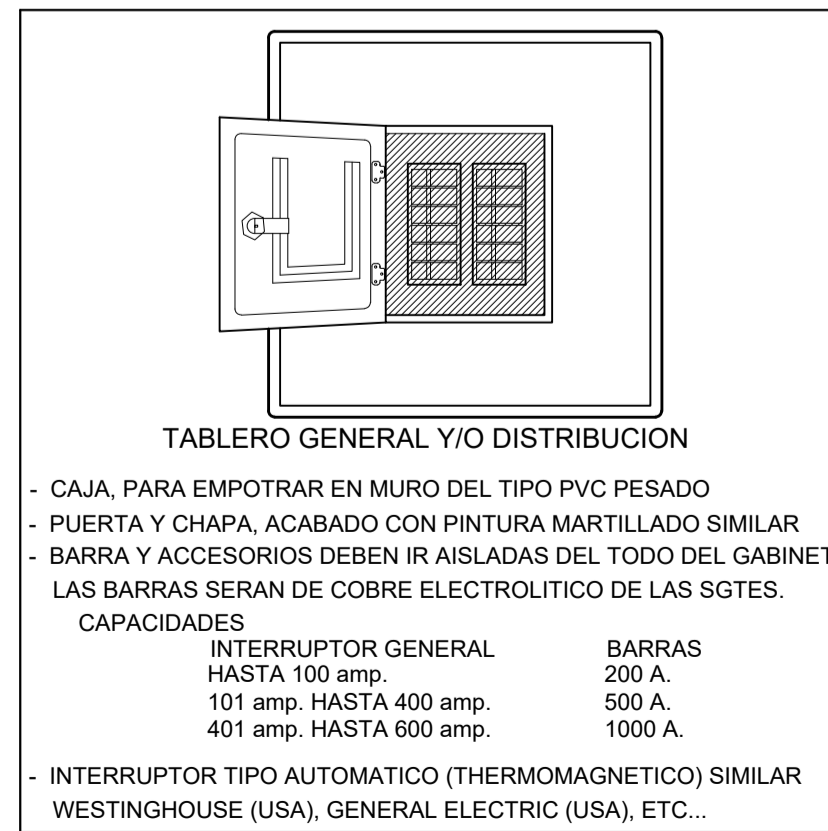 TABLERO GENERAL Y/O DISTRIBUCION
- CAJA, PARA EMPOTRAR EN MURO DEL TIPO PVC PESADO
- PUERTA Y CHAPA, ACABADO CON PINTURA MARTILLADO SIMILAR
- BARRA Y ACCESORIOS DEBEN IR AISLADAS DEL TODO DEL GABINET
LAS BARRAS SERAN DE COBRE ELECTROLITICO DE LAS SGTES.
CAPACIDADES
INTERRUPTOR GENERAL BARRAS
HASTA 100 amp. 200 A.
101 amp. HASTA 400 amp. 500 A.
401 amp. HASTA 600 amp. 1000 A.
- INTERRUPTOR TIPO AUTOMATICO (THERMOMAGNETICO) SIMILAR
WESTINGHOUSE (USA), GENERAL ELECTRIC (USA), ETC...